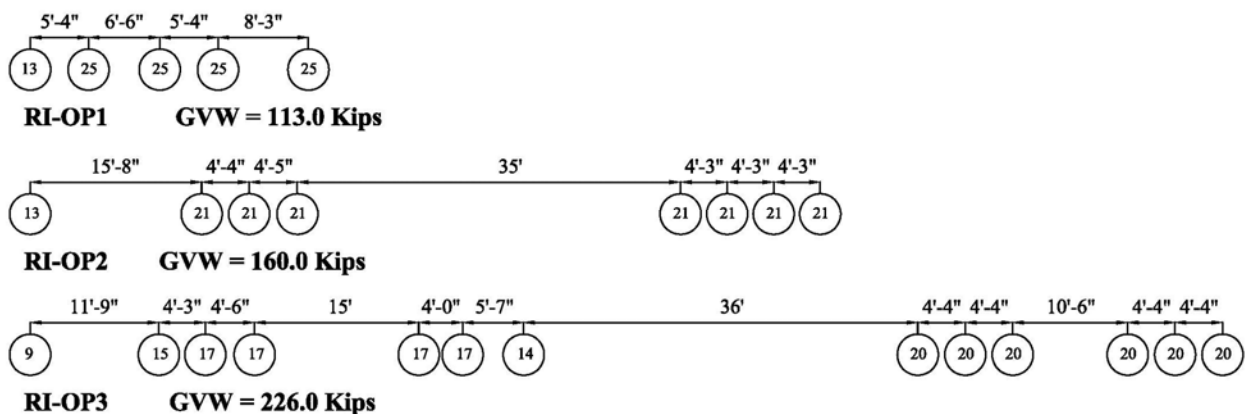 5'-4" 6'-6" 5'-4" 8'-3"
13 25 25 25 25
RI-OP1 GVW = 113.0 Kips
15'-8" 4'-4" 4'-5" 35' 4'-3" 4'-3" 4'-3"
13 21 21 21 21 21 21 21
RI-OP2 GVW = 160.0 Kips
11'-9" 4'-3" 4'-6" 15' 4'-0" 5'-7" 36' 4'-4" 4'-4" 10'-6" 4'-4" 4'-4"
9 15 17 17 17 17 14 20 20 20 20 20 20
RI-OP3 GVW = 226.0 Kips